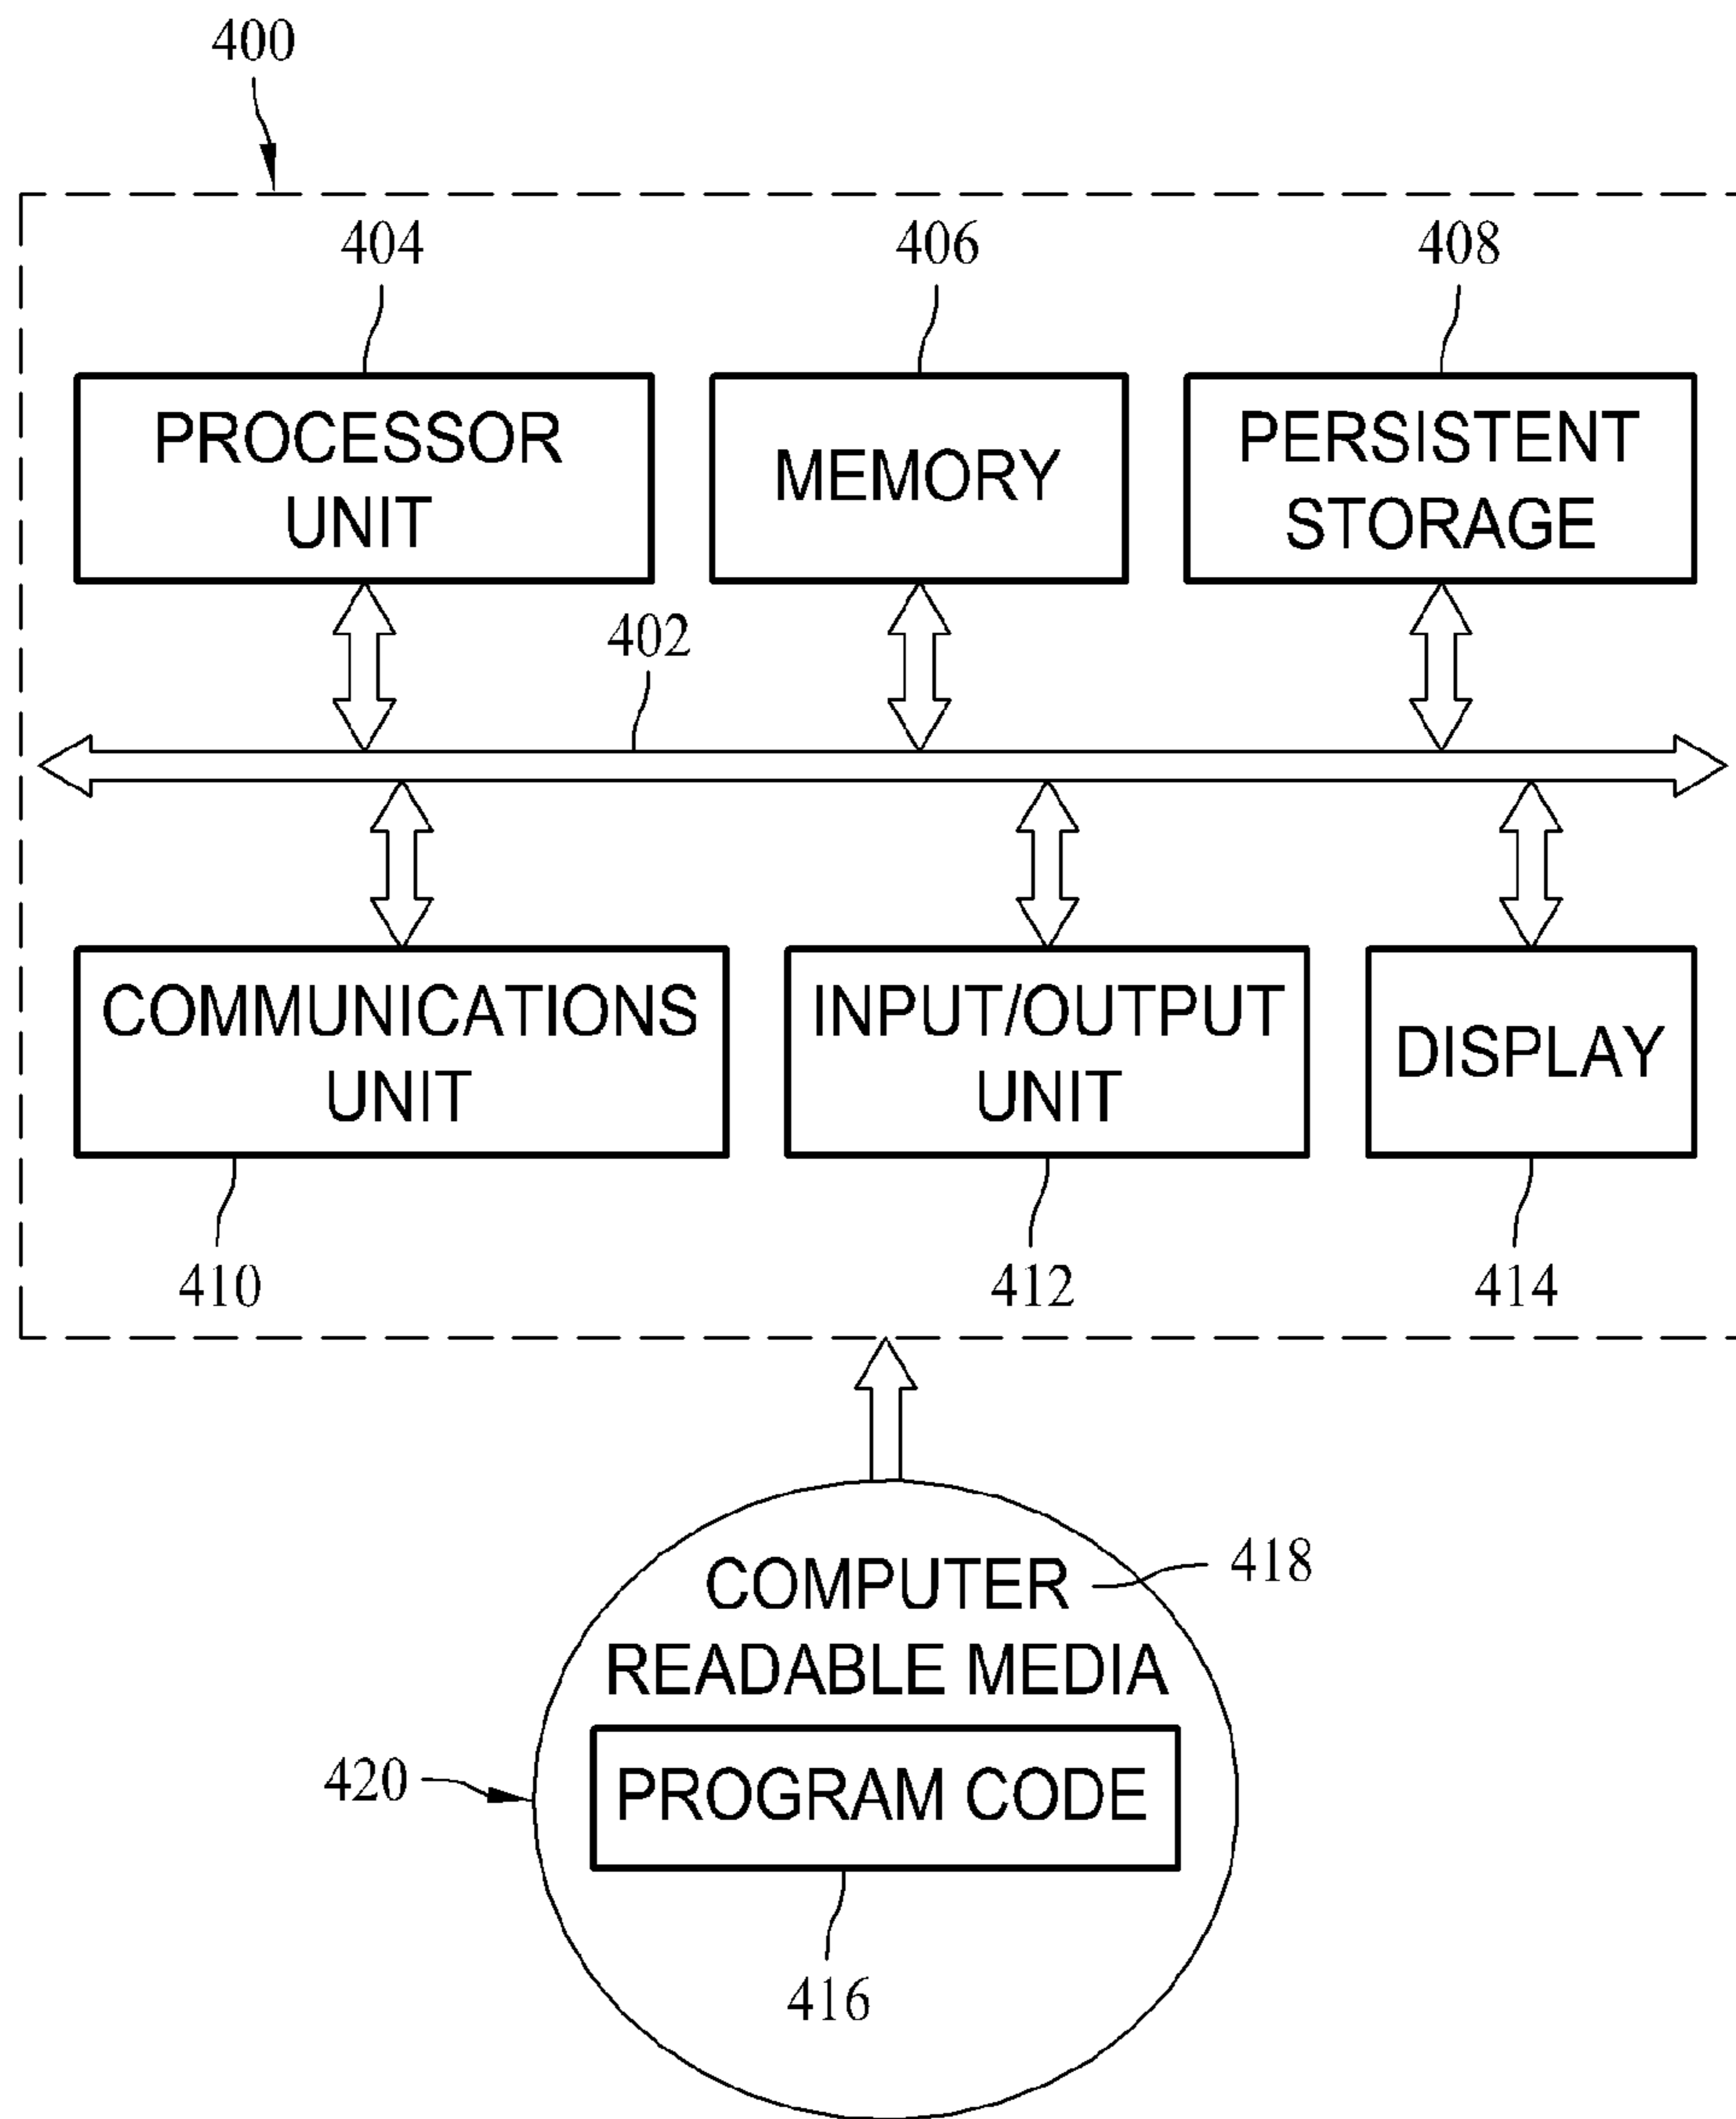 400
404
406
408
PROCESSOR
UNIT
MEMORY
PERSISTENT
STORAGE
402
COMMUNICATIONS
UNIT
INPUT/OUTPUT
UNIT
DISPLAY
410
412
414
COMPUTER
READABLE MEDIA
418
420
PROGRAM CODE
416